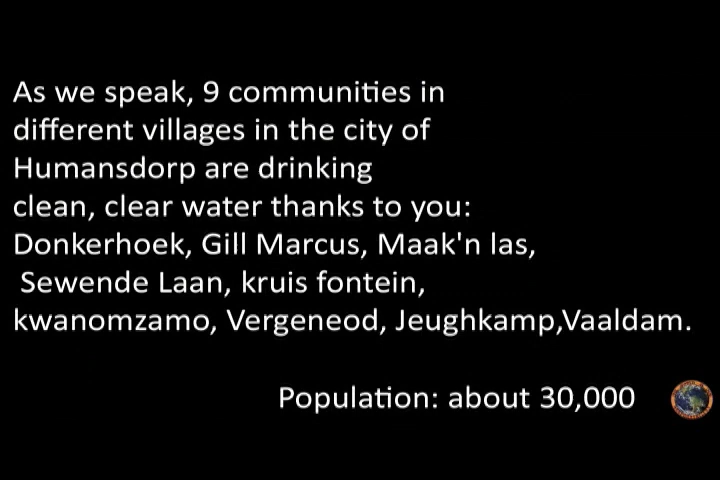 As we speak, 9 communities in
different villages in the city of
Humansdorp are drinking
clean, clear water thanks to you:
Donkerhoek, Gill Marcus, Maak'n las,
Sewende Laan, kruis fontein,
kwanomzamo, Vergeneod, Jeughkamp,Vaaldam.
Population: about 30,000